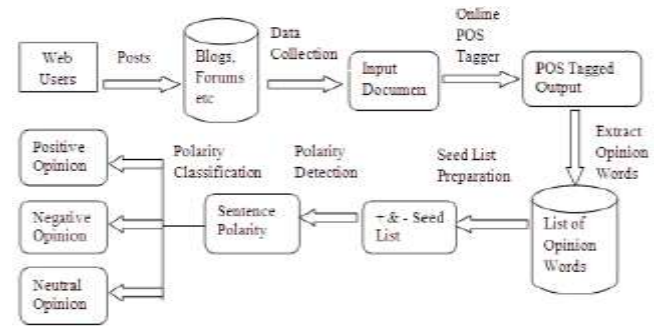 Web
Users
Posts
Blogs,
Forums
etc
Data
Collection
Input
Documen
Online
POS
Tagger
POS Tagged
Output
Extract
Opinion
Words
List of
Opinion
Words
Seed List
Preparation
+ & - Seed
List
Polarity
Detection
Sentence
Polarity
Polarity
Classification
Positive
Opinion
Negative
Opinion
Neutral
Opinion